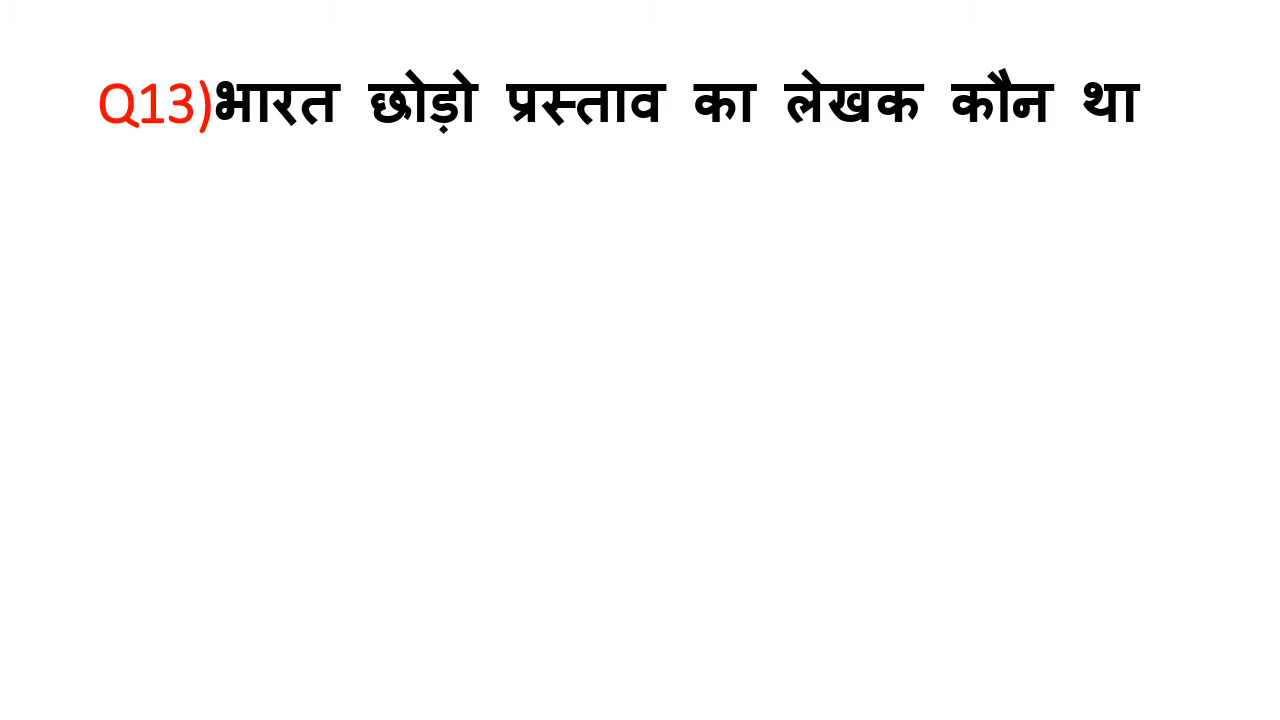 Q13)भारत छोड़ो प्रस्ताव का लेखक कौन था